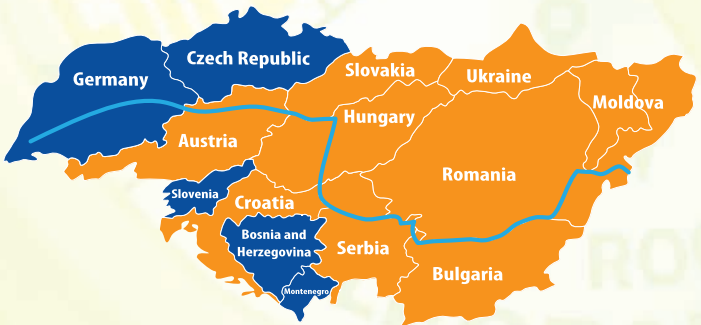 Czech Republic
Germany
Slovakia
Ukraine
Moldova
Hungary
Austria
Romania
Slovenia
Croatia
Bosnia and
Herzegovina
Serbia
Bulgaria
Montenegro